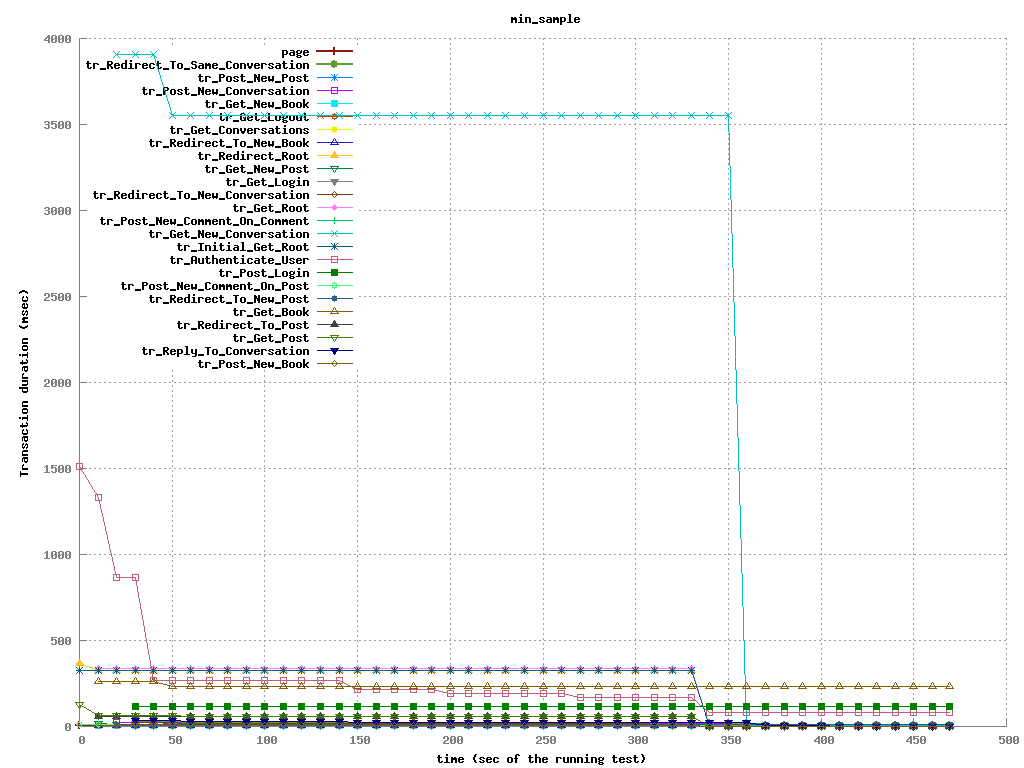 min_sample
4000
3500
3000
2500
2000
1500
1000
500
0
Transaction duration (msec)
page
tr_Redirect_To_Same_Conversation
tr_Post_New_Post
tr_Post_New_Conversation
tr_Get_New_Book
tr_Get_Logout
tr_Get_Conversations
tr_Redirect_To_New_Book
tr_Redirect_Root
tr_Get_New_Post
tr_Get_Login
tr_Redirect_To_New_Conversation
tr_Get_Root
tr_Post_New_Comment_On_Comment
tr_Get_New_Conversation
tr_Initial_Get_Root
tr_Authenticate_User
tr_Post_Login
tr_Post_New_Comment_On_Post
tr_Redirect_To_New_Post
tr_Get_Book
tr_Redirect_To_Post
tr_Get_Post
tr_Reply_To_Conversation
tr_Post_New_Book
0 50 100 150 200 250 300 350 400 450 500
time (sec of the running test)